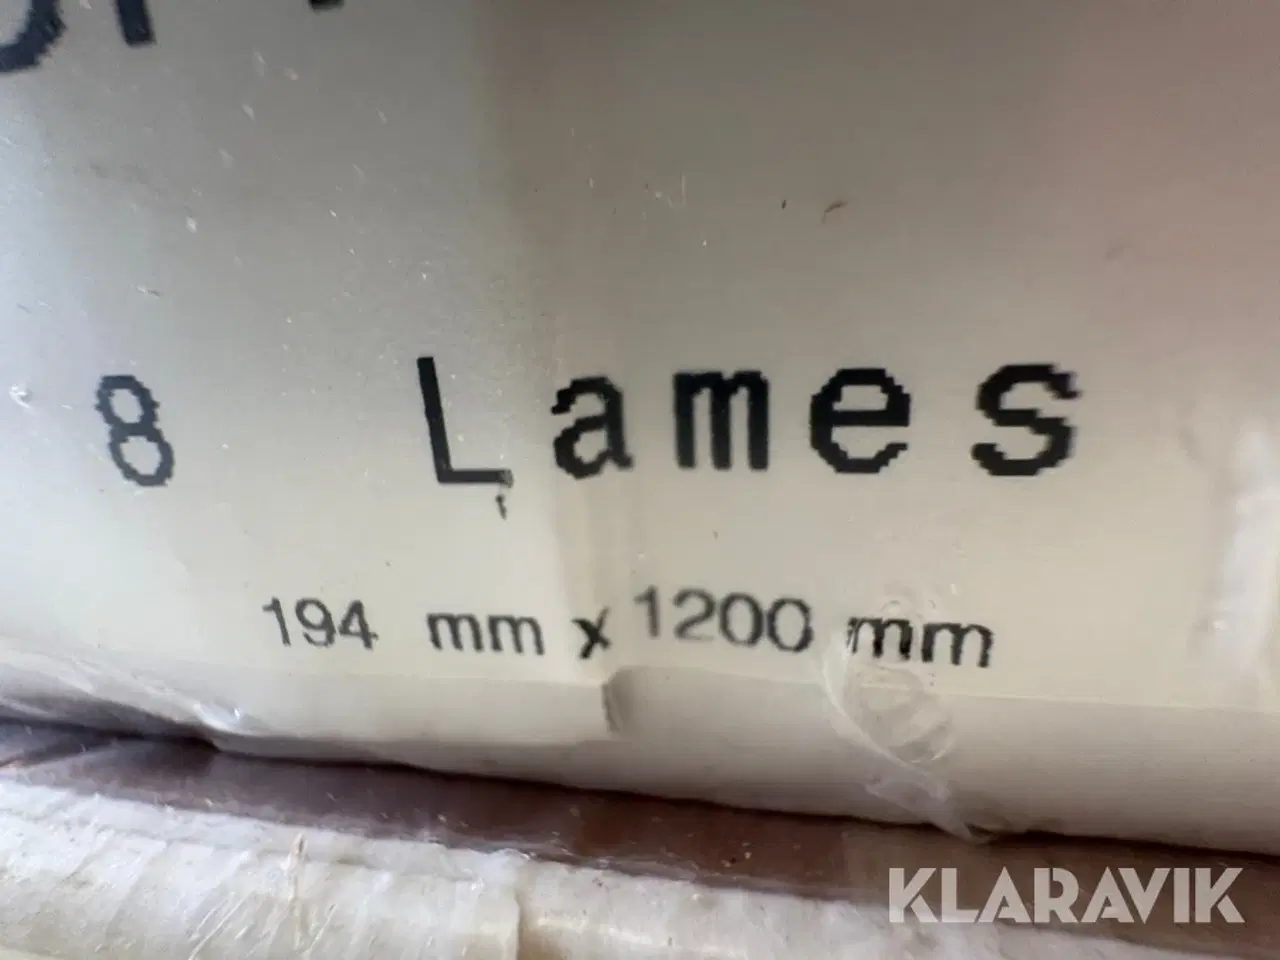 8 Lames
194 mm x 1200 mm
KLARAVIK